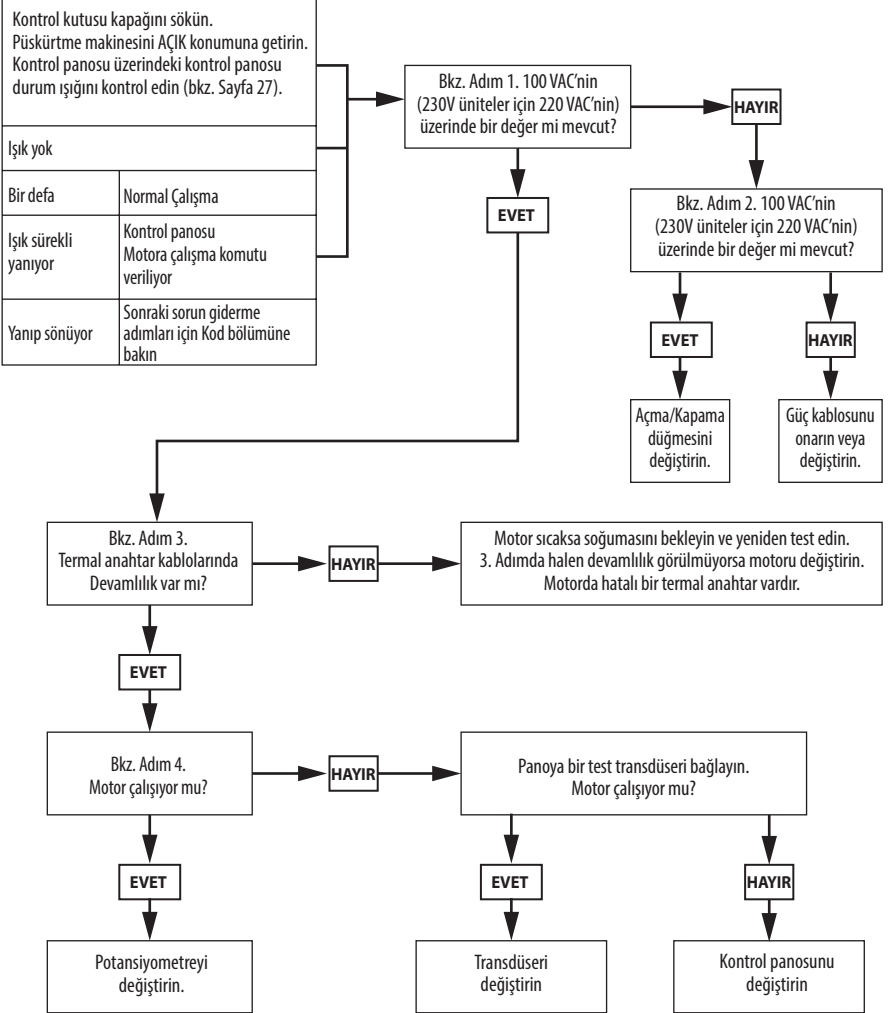 Kontrol kutusu kapağını sökün.
Püskürtme makinesini AÇIK konumuna getirin.
Kontrol panosu üzerindeki kontrol panosu
durum ışığını kontrol edin (bkz. Sayfa 27).
Işık yok
Bir defa
Normal Çalışma
Işık sürekli
yanıyor
Kontrol panosu
Motora çalışma komutu
veriliyor
Yanıp sönüyor
Sonraki sorun giderme
adımları için Kod bölümüne
bakın
Bkz. Adım 1. 100 VAC’nin
(230V üniteler için 220 VAC’nin)
üzerinde bir değer mi mevcut?
HAYIR
EVET
Bkz. Adım 2. 100 VAC’nin
(230V üniteler için 220 VAC’nin)
üzerinde bir değer mi mevcut?
EVET
HAYIR
Açma/Kapama
düğmesini
değiştirin.
Güç kablosunu
onarın veya
değiştirin.
Bkz. Adım 3.
Termal anahtar kablolarında
Devamlılık var mı?
HAYIR
Motor sıcaksa soğumasını bekleyin ve yeniden test edin.
3. Adımda halen devamlılık görülmüyorsa motoru değiştirin.
Motorda hatalı bir termal anahtar vardır.
EVET
Bkz. Adım 4.
Motor çalışıyor mu?
HAYIR
Panoya bir test transdüseri bağlayın.
Motor çalışıyor mu?
EVET
EVET
HAYIR
Potansiyometreyi
değiştirin.
Transdüseri
değiştirin
Kontrol panosunu
değiştirin